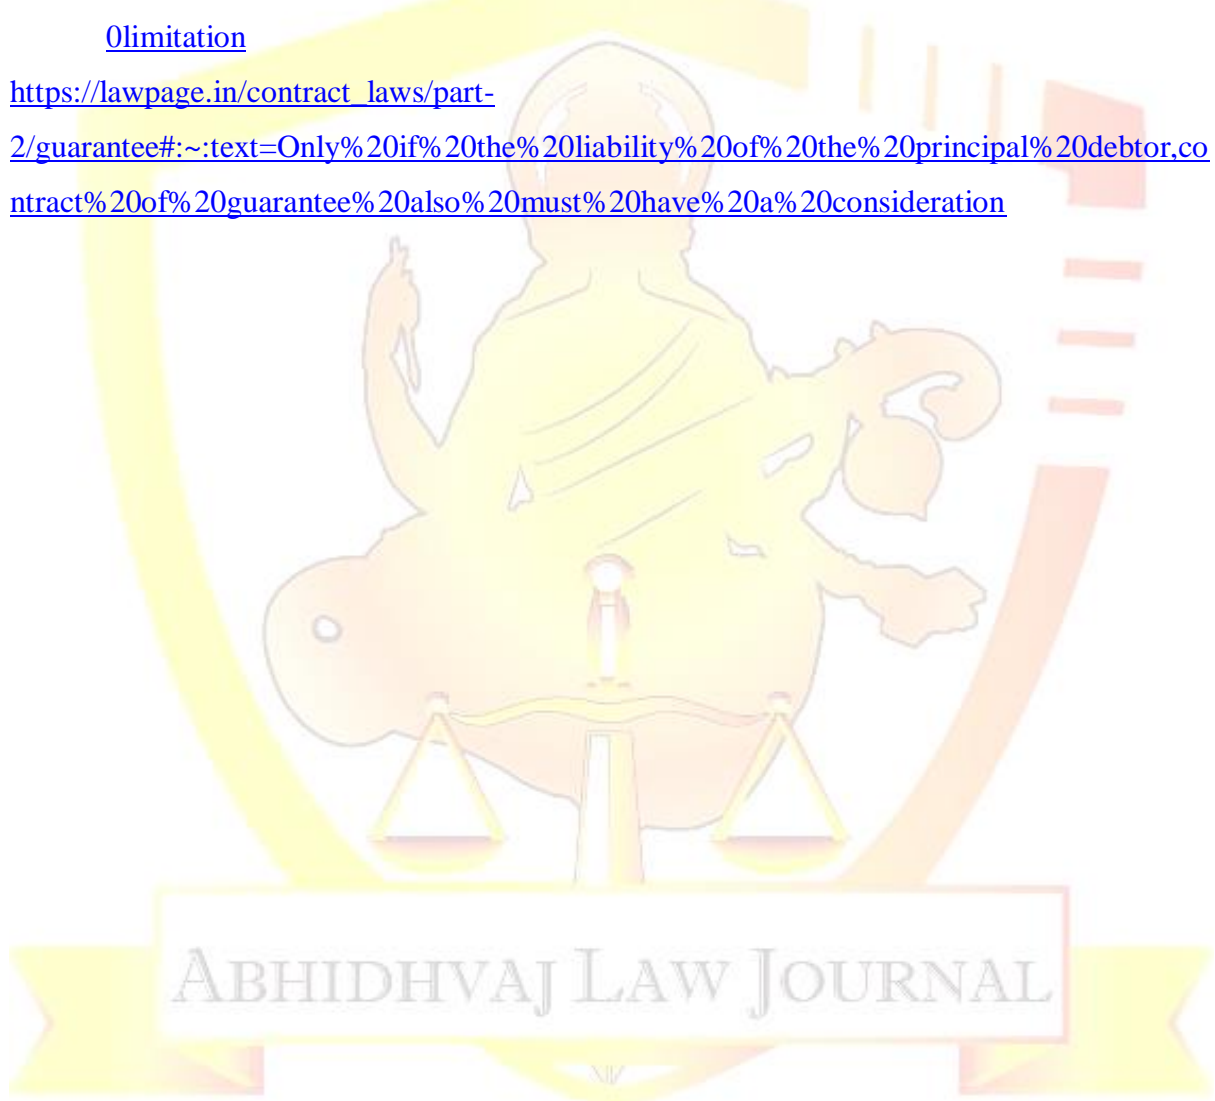 0limitation
https://lawpage.in/contract_laws/part-
2/guarantee#:~:text=Only%20if%20the%20liability%20of%20the%20principal%20debtor,co
ntract%20of%20guarantee%20also%20must%20have%20a%20consideration
ABHIDHVAJ LAW JOURNAL